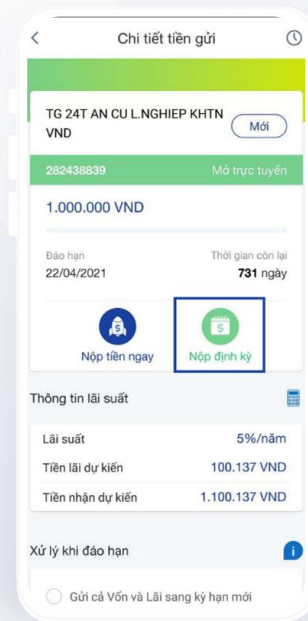 Chi tiết tiền gửi
TG 24T AN CU L.NGHIEP KHTN
VND
Mới
282438839
Mở trực tuyến
1.000.000 VND
Đáo hạn
Thời gian còn lại
22/04/2021
731 ngày
Nộp tiền ngay
Nộp định kỳ
Thông tin lãi suất
Lãi suất
5%/năm
Tiền lãi dự kiến
100.137 VND
Tiền nhận dự kiến
1.100.137 VND
Xử lý khi đáo hạn
Gửi cả Vốn và Lãi sang kỳ hạn mới